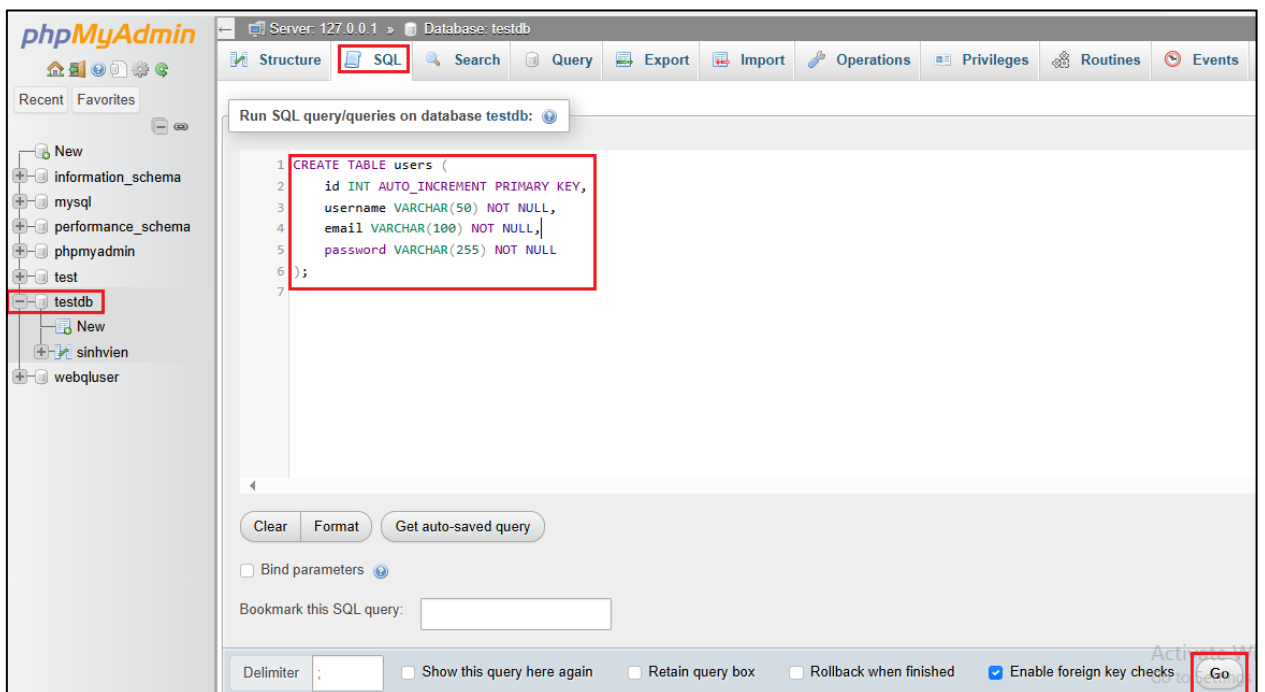 phpMyAdmin
Recent Favorites
New
information_schema
mysql
performance_schema
phpmyadmin
test
testdb
New
sinhvien
webqluser
Server: 127.0.0.1 » Database: testdb
Structure SQL Search Query Export Import Operations Privileges Routines Events
Run SQL query/queries on database testdb:
1 CREATE TABLE users (
2 id INT AUTO_INCREMENT PRIMARY KEY,
3 username VARCHAR(50) NOT NULL,
4 email VARCHAR(100) NOT NULL,
5 password VARCHAR(255) NOT NULL
6 );
7
Clear Format Get auto-saved query
Bind parameters
Bookmark this SQL query:
Delimiter ; Show this query here again Retain query box Rollback when finished Enable foreign key checks Go